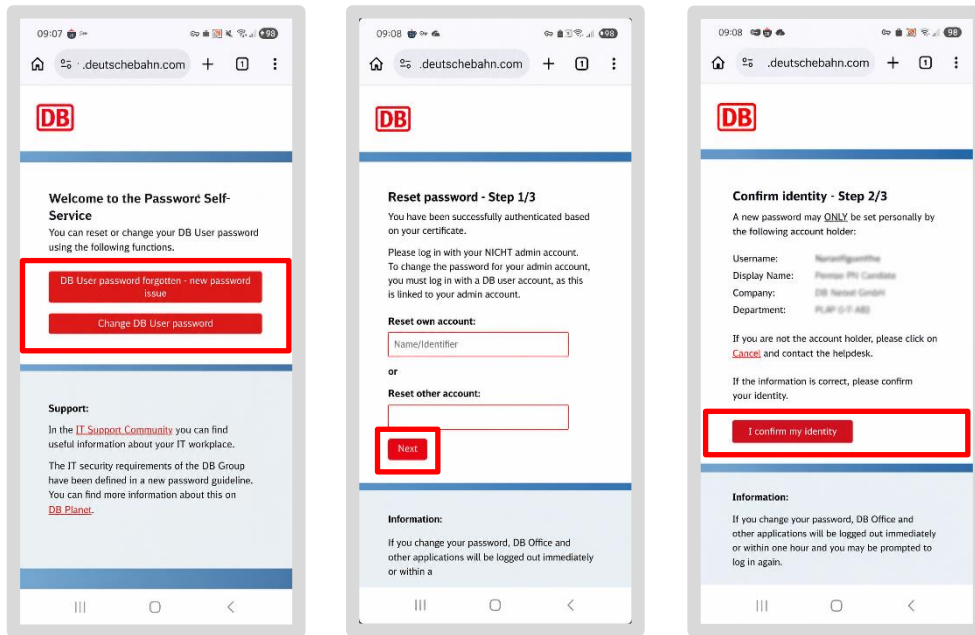 09:07
98
.deutschebahn.com
1
DB
Welcome to the Password Self-
Service
You can reset or change your DB User password
using the following functions.
DB User password forgotten - new password
issue
Change DB User password
Support:
In the IT Support Community you can find
useful information about your IT workplace.
The IT security requirements of the DB Group
have been defined in a new password guideline.
You can find more information about this on
DB Planet.
09:08
98
.deutschebahn.com
1
DB
Reset password - Step 1/3
You have been successfully authenticated based
on your certificate.
Please log in with your NICHT admin account.
To change the password for your admin account,
you must log in with a DB user account, as this
is linked to your admin account.
Reset own account:
Name/Identifier
or
Reset other account:
Next
Information:
If you change your password, DB Office and
other applications will be logged out immediately
or within a
09:08
98
.deutschebahn.com
1
DB
Confirm identity - Step 2/3
A new password may ONLY be set personally by
the following account holder:
Username:
Display Name:
Company:
Department:
If you are not the account holder, please click on
Cancel and contact the helpdesk.
If the information is correct, please confirm
your identity.
I confirm my identity
Information:
If you change your password, DB Office and
other applications will be logged out immediately
or within one hour and you may be prompted to
log in again.